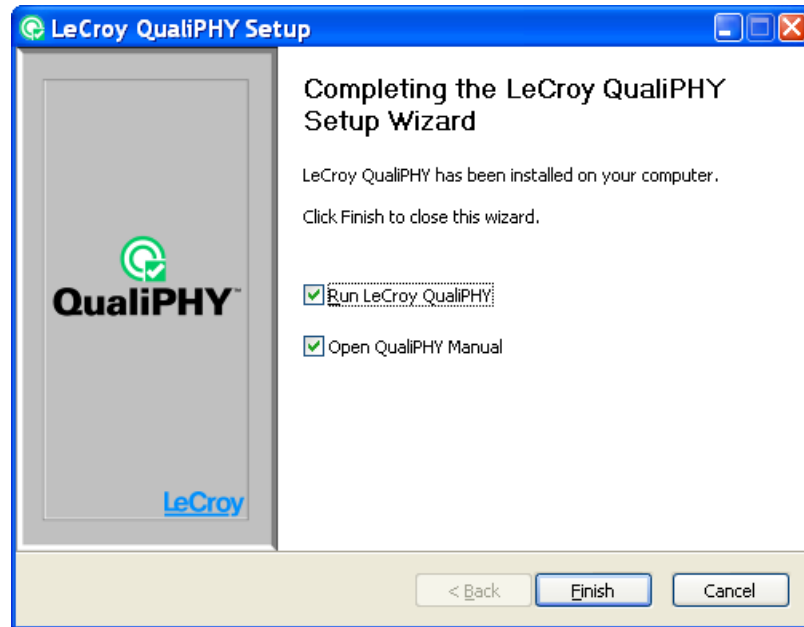 LeCroy QualiPHY Setup
Completing the LeCroy QualiPHY
Setup Wizard
LeCroy QualiPHY has been installed on your computer.
Click Finish to close this wizard.
Run LeCroy QualiPHY
Open QualiPHY Manual
QualiPHY™
LeCroy
< Back
Finish
Cancel